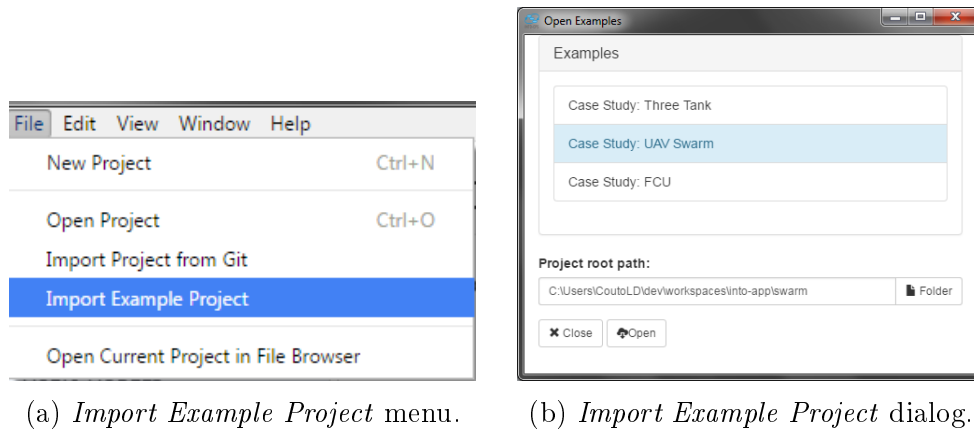 File Edit View Window Help
New Project Ctrl+N
Open Project Ctrl+O
Import Project from Git
Import Example Project
Open Current Project in File Browser
(a) Import Example Project menu.
Open Examples
Examples
Case Study: Three Tank
Case Study: UAV Swarm
Case Study: FCU
Project root path:
C:\Users\CoutoLD\dev\workspaces\into-app\swarm Folder
Close Open
(b) Import Example Project dialog.